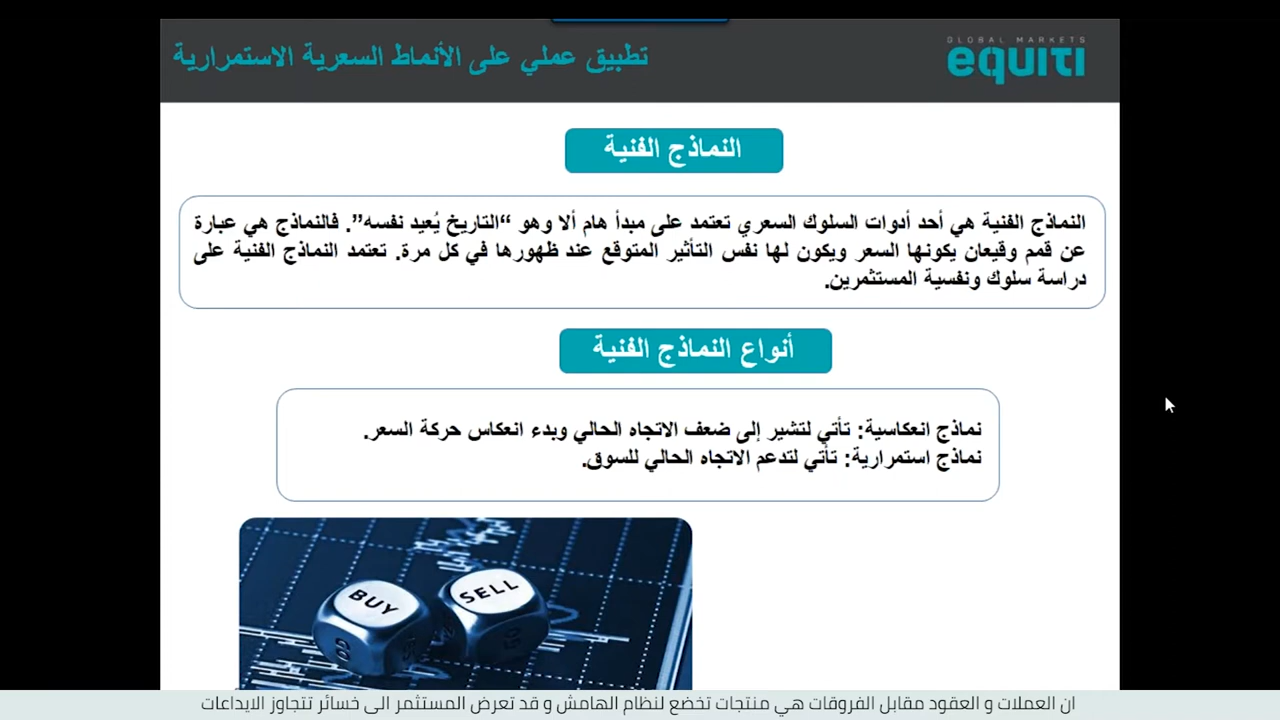 تطبيق عملي على الأنماط السعرية الاستمرارية
GLOBAL MARKETS
equiti
النماذج الفنية
النماذج الفنية هي أحد أدوات السلوك السعري تعتمد على مبدأ هام ألا وهو “التاريخ يُعيد نفسه”. فالنماذج هي عبارة
عن قمم وقيعان يكونها السعر ويكون لها نفس التأثير المتوقع عند ظهورها في كل مرة. تعتمد النماذج الفنية على
دراسة سلوك ونفسية المستثمرين.
أنواع النماذج الفنية
نماذج انعكاسية: تأتي لتشير إلى ضعف الاتجاه الحالي وبدء انعكاس حركة السعر.
نماذج استمرارية: تأتي لتدعم الاتجاه الحالي للسوق.
BUY
SELL
ان العملات و العقود مقابل الفروقات هي منتجات تخضع لنظام الهامش و قد تعرض المستثمر الى خسائر تتجاوز الايداعات